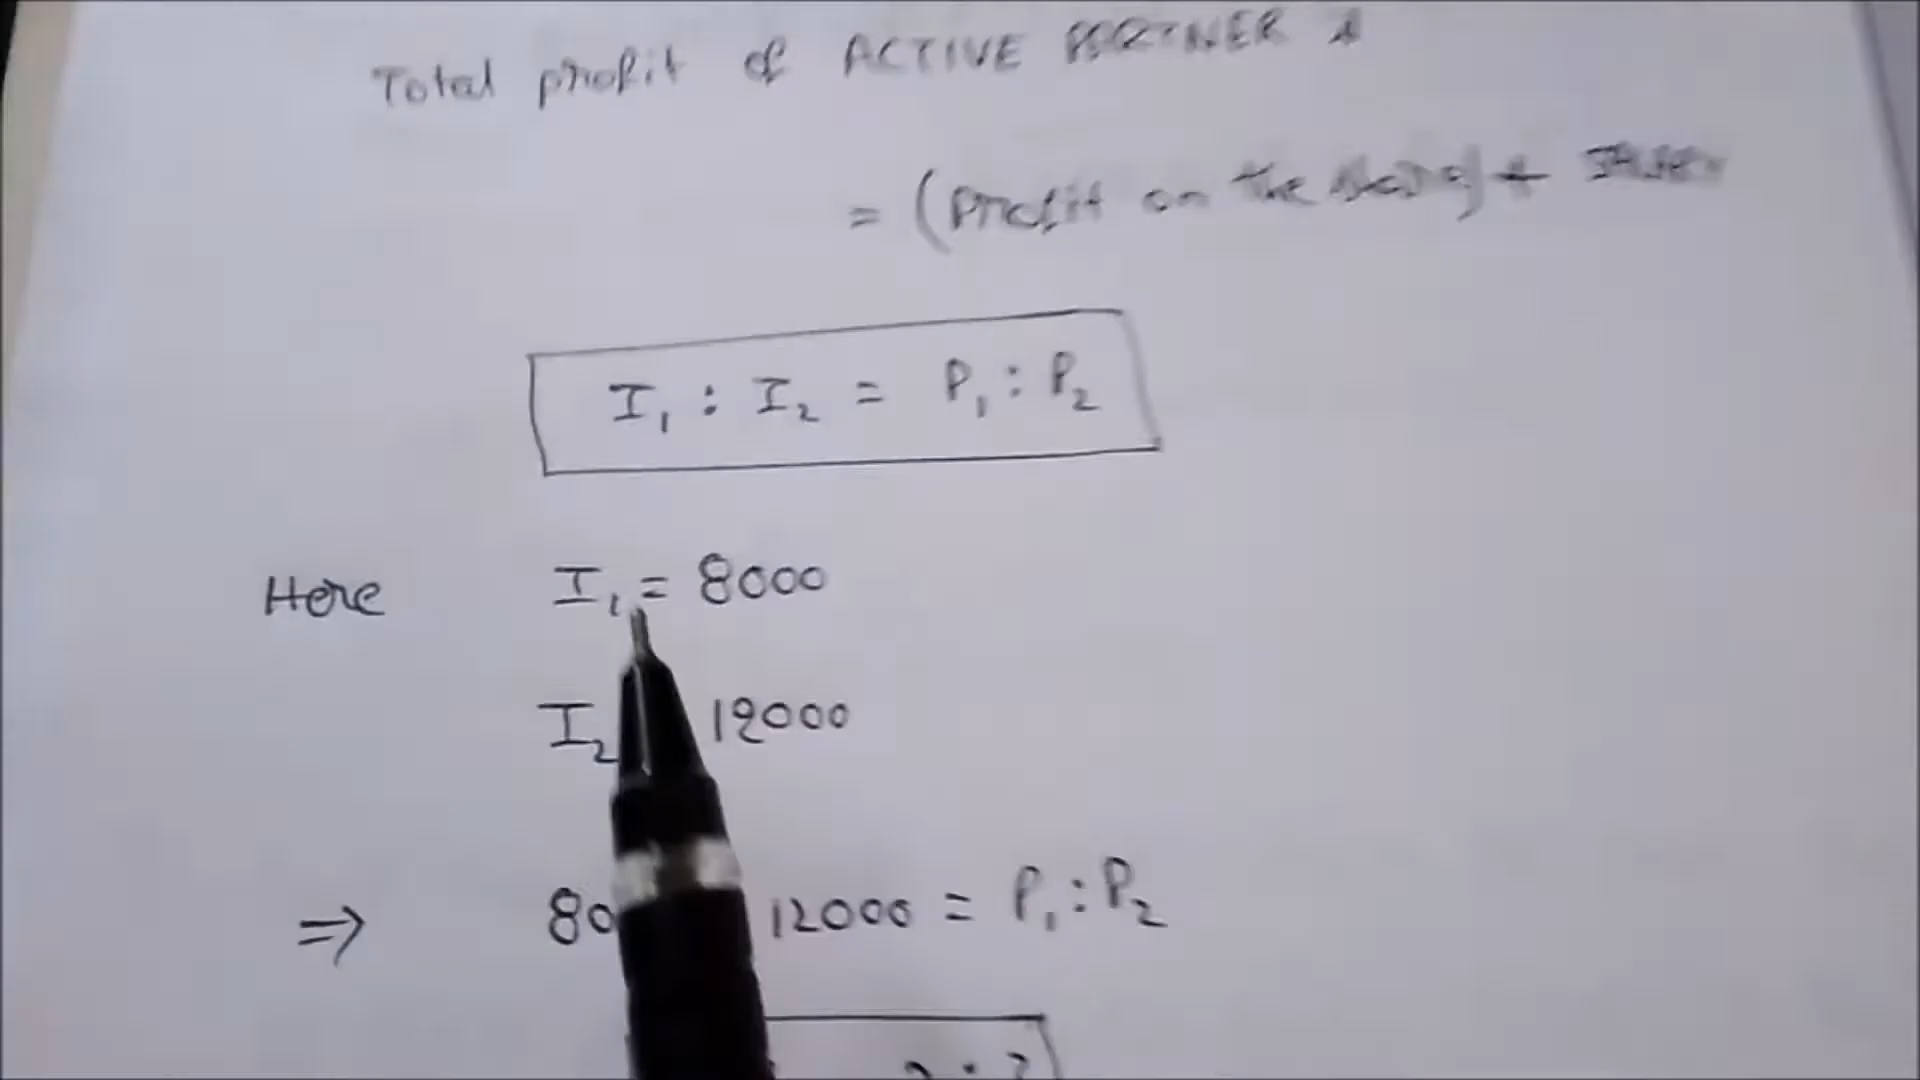 Total profit of ACTIVE PARTNER
= (Profit on the
I₁ : I₂ = P₁ : P₂
Here I₁ = 8000
I₂ 12000
⇒ 80 12000 = P₁ : P₂